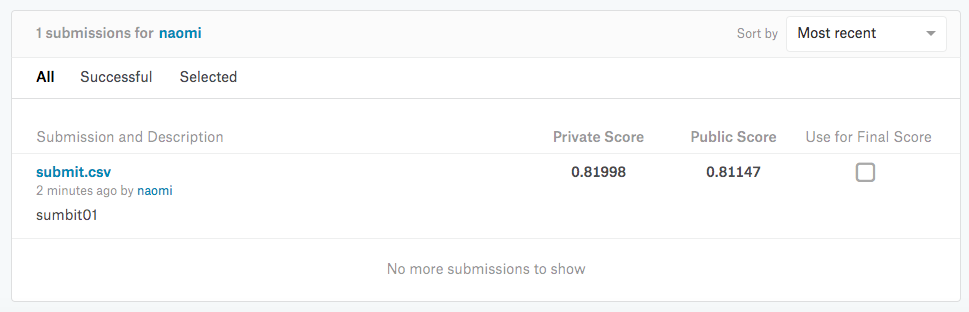 1 submissions for naomi
Sort by Most recent
All Successful Selected
Submission and Description Private Score Public Score Use for Final Score
submit.csv 0.81998 0.81147
2 minutes ago by naomi
sumbit01
No more submissions to show